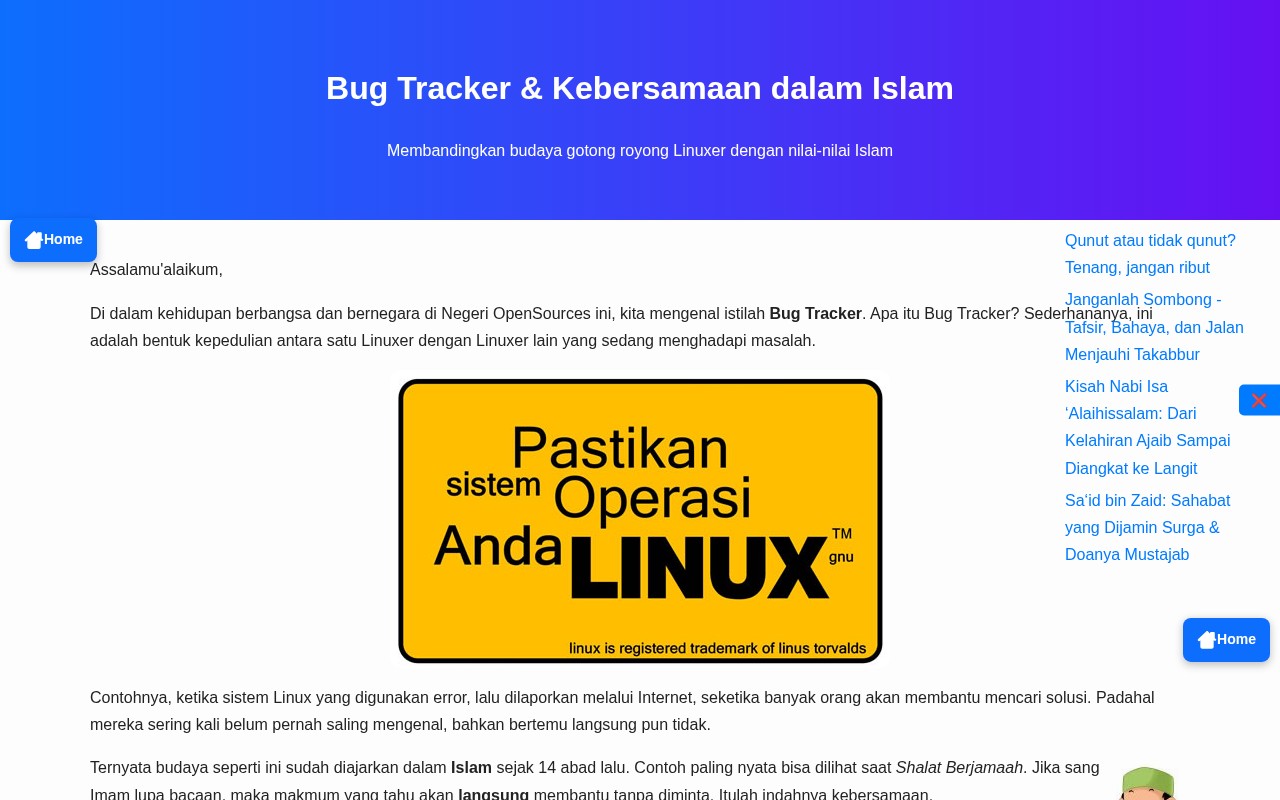 Bug Tracker & Kebersamaan dalam Islam
Membandingkan budaya gotong royong Linuxer dengan nilai-nilai Islam
Home
Assalamu'alaikum,
Di dalam kehidupan berbangsa dan bernegara di Negeri OpenSources ini, kita mengenal istilah Bug Tracker. Apa itu Bug Tracker? Sederhananya, ini
adalah bentuk kepedulian antara satu Linuxer dengan Linuxer lain yang sedang menghadapi masalah.
Pastikan
sistem Operasi
Anda LINUX TM
gnu
linux is registered trademark of linus torvalds
Contohnya, ketika sistem Linux yang digunakan error, lalu dilaporkan melalui Internet, seketika banyak orang akan membantu mencari solusi. Padahal
mereka sering kali belum pernah saling mengenal, bahkan bertemu langsung pun tidak.
Ternyata budaya seperti ini sudah diajarkan dalam Islam sejak 14 abad lalu. Contoh paling nyata bisa dilihat saat Shalat Berjamaah. Jika sang
Imam lupa bacaan, maka makmum yang tahu akan langsung membantu tanpa diminta. Itulah indahnya kebersamaan.
Qunut atau tidak qunut?
Tenang, jangan ribut
Janganlah Sombong -
Tafsir, Bahaya, dan Jalan
Menjauhi Takabbur
Kisah Nabi Isa
‘Alaihissalam: Dari
Kelahiran Ajaib Sampai
Diangkat ke Langit
Sa‘id bin Zaid: Sahabat
yang Dijamin Surga &
Doanya Mustajab
Home